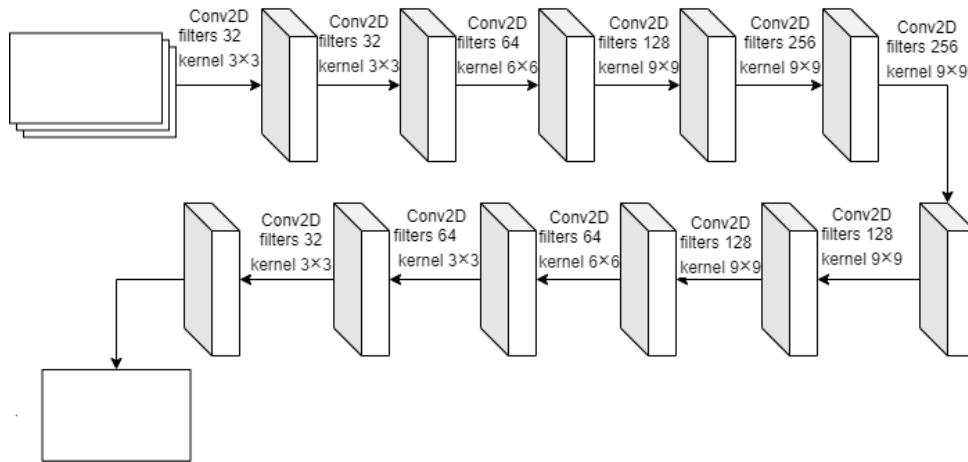 Conv2D
filters 32
kernel 3×3
Conv2D
filters 32
kernel 3×3
Conv2D
filters 64
kernel 6×6
Conv2D
filters 128
kernel 9×9
Conv2D
filters 256
kernel 9×9
Conv2D
filters 256
kernel 9×9
Conv2D
filters 128
kernel 9×9
Conv2D
filters 128
kernel 9×9
Conv2D
filters 64
kernel 6×6
Conv2D
filters 64
kernel 3×3
Conv2D
filters 32
kernel 3×3